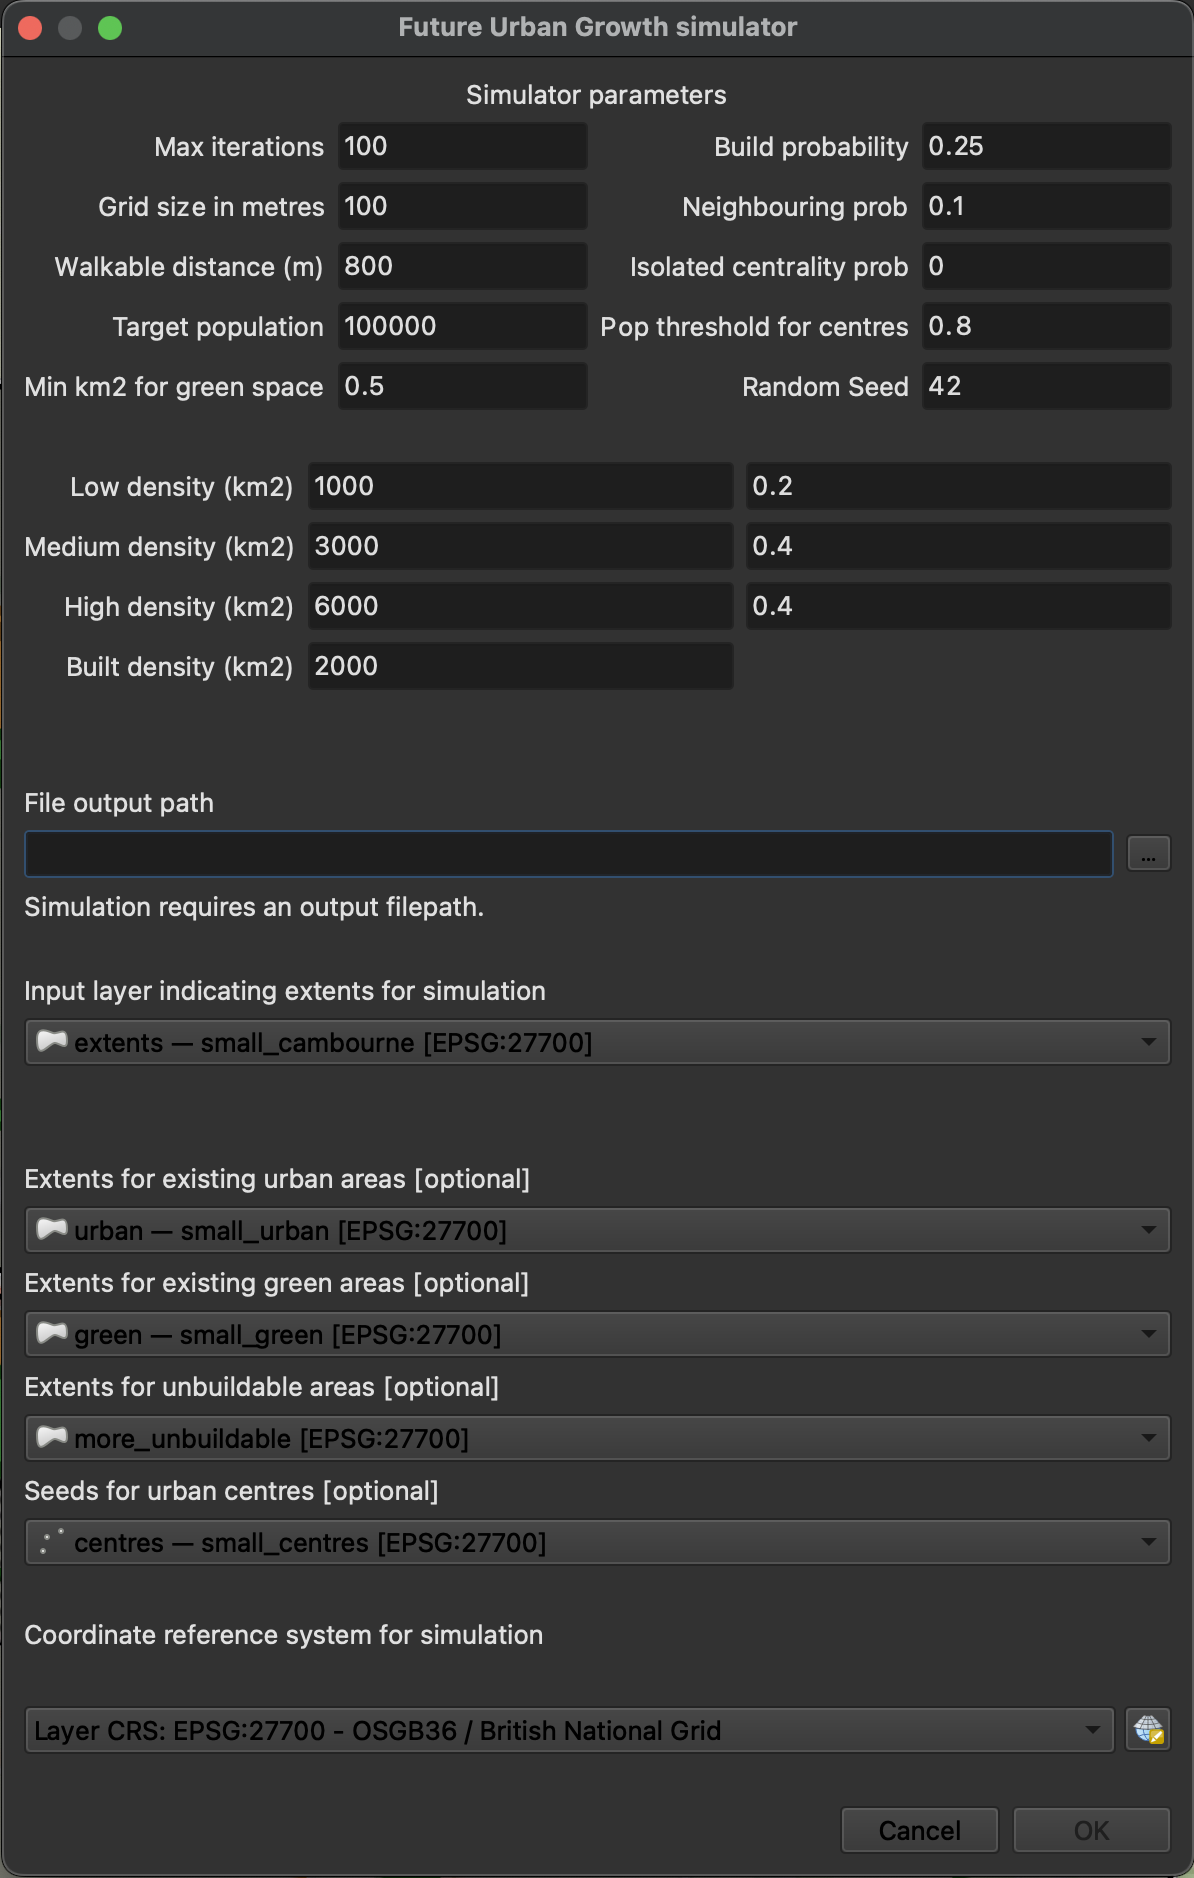 Future Urban Growth simulator
Simulator parameters
Max iterations 100 Build probability 0.25
Grid size in metres 100 Neighbouring prob 0.1
Walkable distance (m) 800 Isolated centrality prob 0
Target population 100000 Pop threshold for centres 0.8
Min km2 for green space 0.5 Random Seed 42
Low density (km2) 1000 0.2
Medium density (km2) 3000 0.4
High density (km2) 6000 0.4
Built density (km2) 2000
File output path
...
Simulation requires an output filepath.
Input layer indicating extents for simulation
extents — small_cambourne [EPSG:27700]
Extents for existing urban areas [optional]
urban — small_urban [EPSG:27700]
Extents for existing green areas [optional]
green — small_green [EPSG:27700]
Extents for unbuildable areas [optional]
more_unbuildable [EPSG:27700]
Seeds for urban centres [optional]
centres — small_centres [EPSG:27700]
Coordinate reference system for simulation
Layer CRS: EPSG:27700 - OSGB36 / British National Grid
Cancel OK